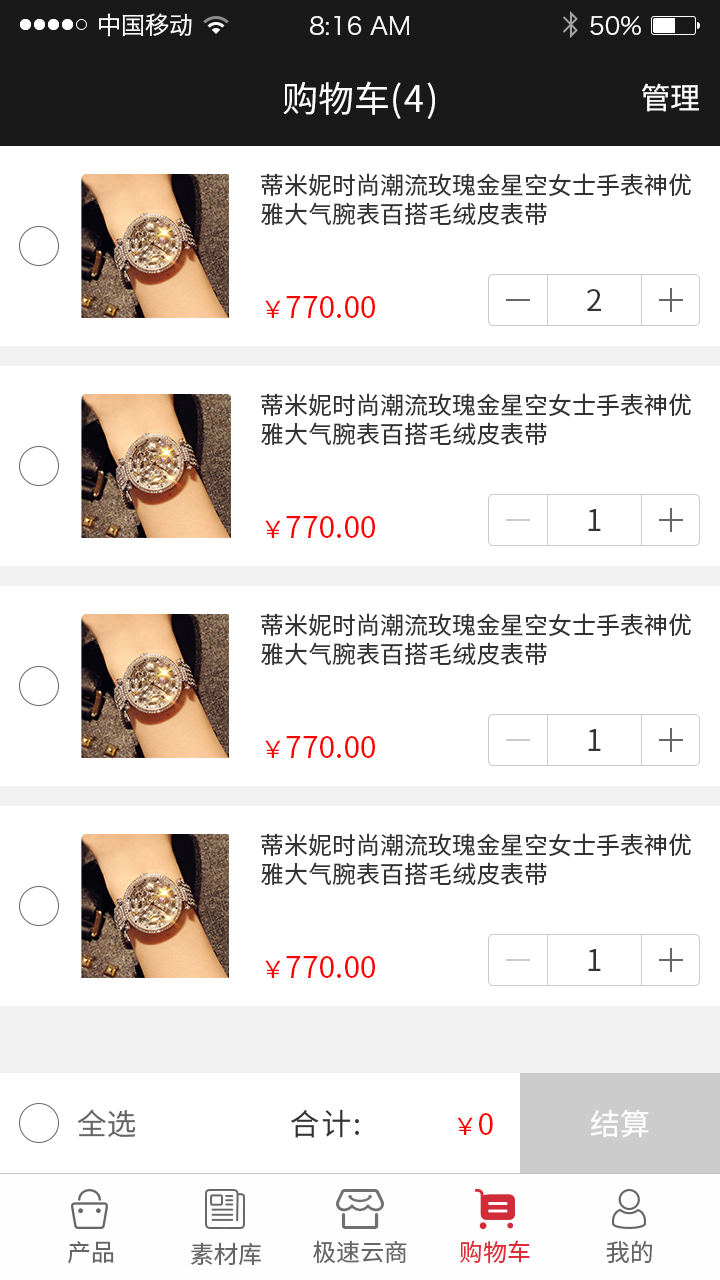 中国移动 8:16 AM 50%
购物车(4) 管理
蒂米妮时尚潮流玫瑰金星空女士手表神优
雅大气腕表百搭毛绒皮表带
￥770.00 2
蒂米妮时尚潮流玫瑰金星空女士手表神优
雅大气腕表百搭毛绒皮表带
￥770.00 1
蒂米妮时尚潮流玫瑰金星空女士手表神优
雅大气腕表百搭毛绒皮表带
￥770.00 1
蒂米妮时尚潮流玫瑰金星空女士手表神优
雅大气腕表百搭毛绒皮表带
￥770.00 1
全选 合计: ￥0 结算
产品 素材库 极速云商 购物车 我的